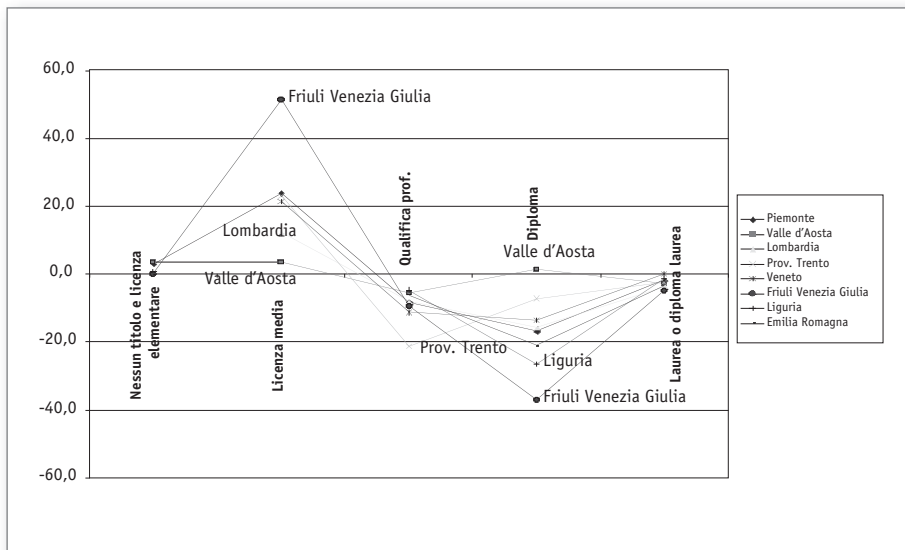 60,0
40,0
20,0
0,0
-20,0
-40,0
-60,0
Friuli Venezia Giulia
Lombardia
Valle d'Aosta
Valle d'Aosta
Prov. Trento
Liguria
Friuli Venezia Giulia
Nessun titolo e licenza
elementare
Licenza media
Qualifica prof.
Diploma
Laurea o diploma laurea
Piemonte
Valle d'Aosta
Lombardia
Prov. Trento
Veneto
Friuli Venezia Giulia
Liguria
Emilia Romagna